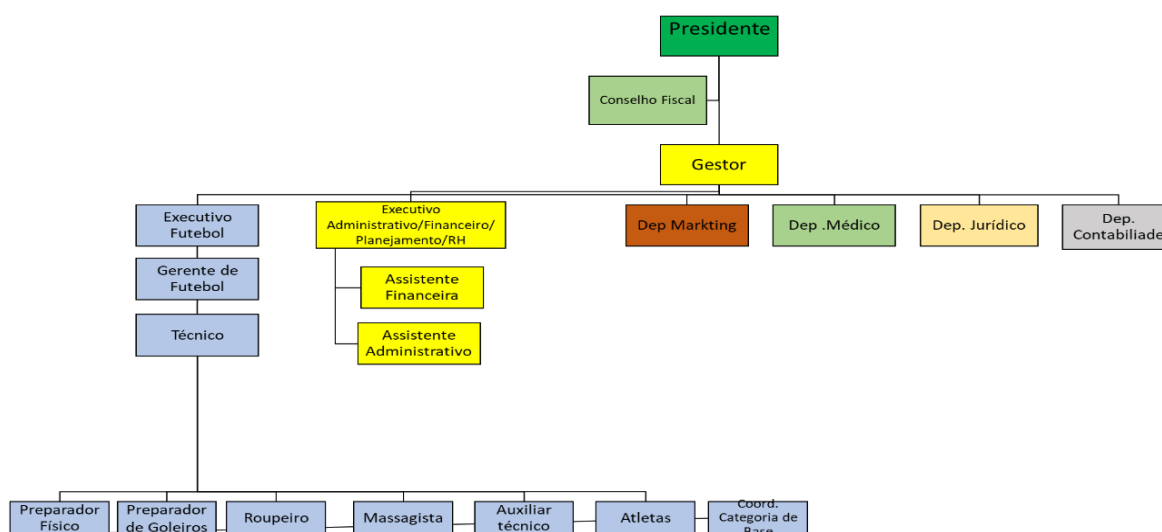 Presidente
Conselho Fiscal
Gestor
Executivo
Futebol
Executivo
Administrativo/Financeiro/
Planejamento/RH
Dep Markting
Dep .Médico
Dep. Jurídico
Dep.
Contabiliade
Gerente de
Futebol
Assistente
Financeira
Técnico
Assistente
Administrativo
Preparador
Físico
Preparador
de Goleiros
Roupeiro
Massagista
Auxiliar
técnico
Atletas
Coord.
Categoria de
Base